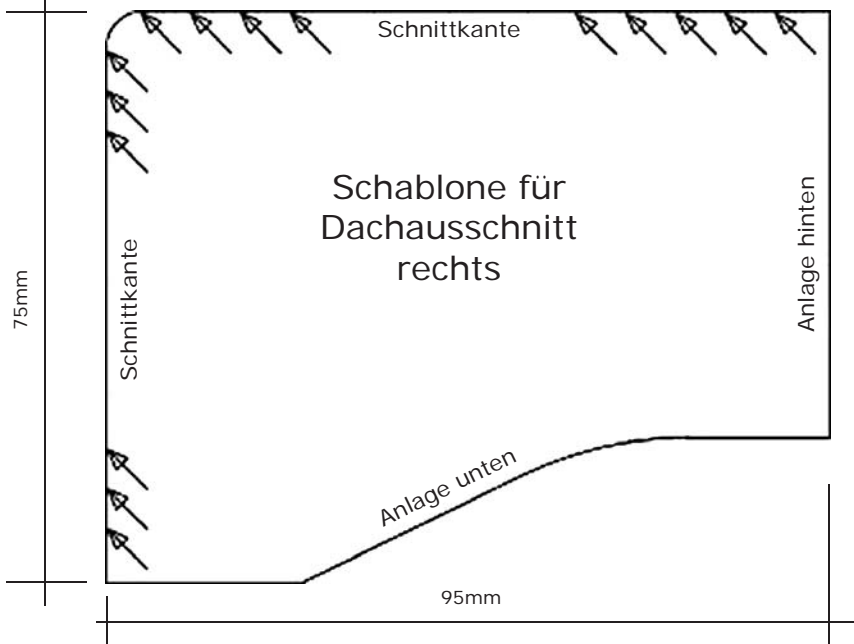 Schnittkante
Schablone für
Dachausschnitt
rechts
Anlage hinten
75mm
Schnittkante
Anlage unten
95mm